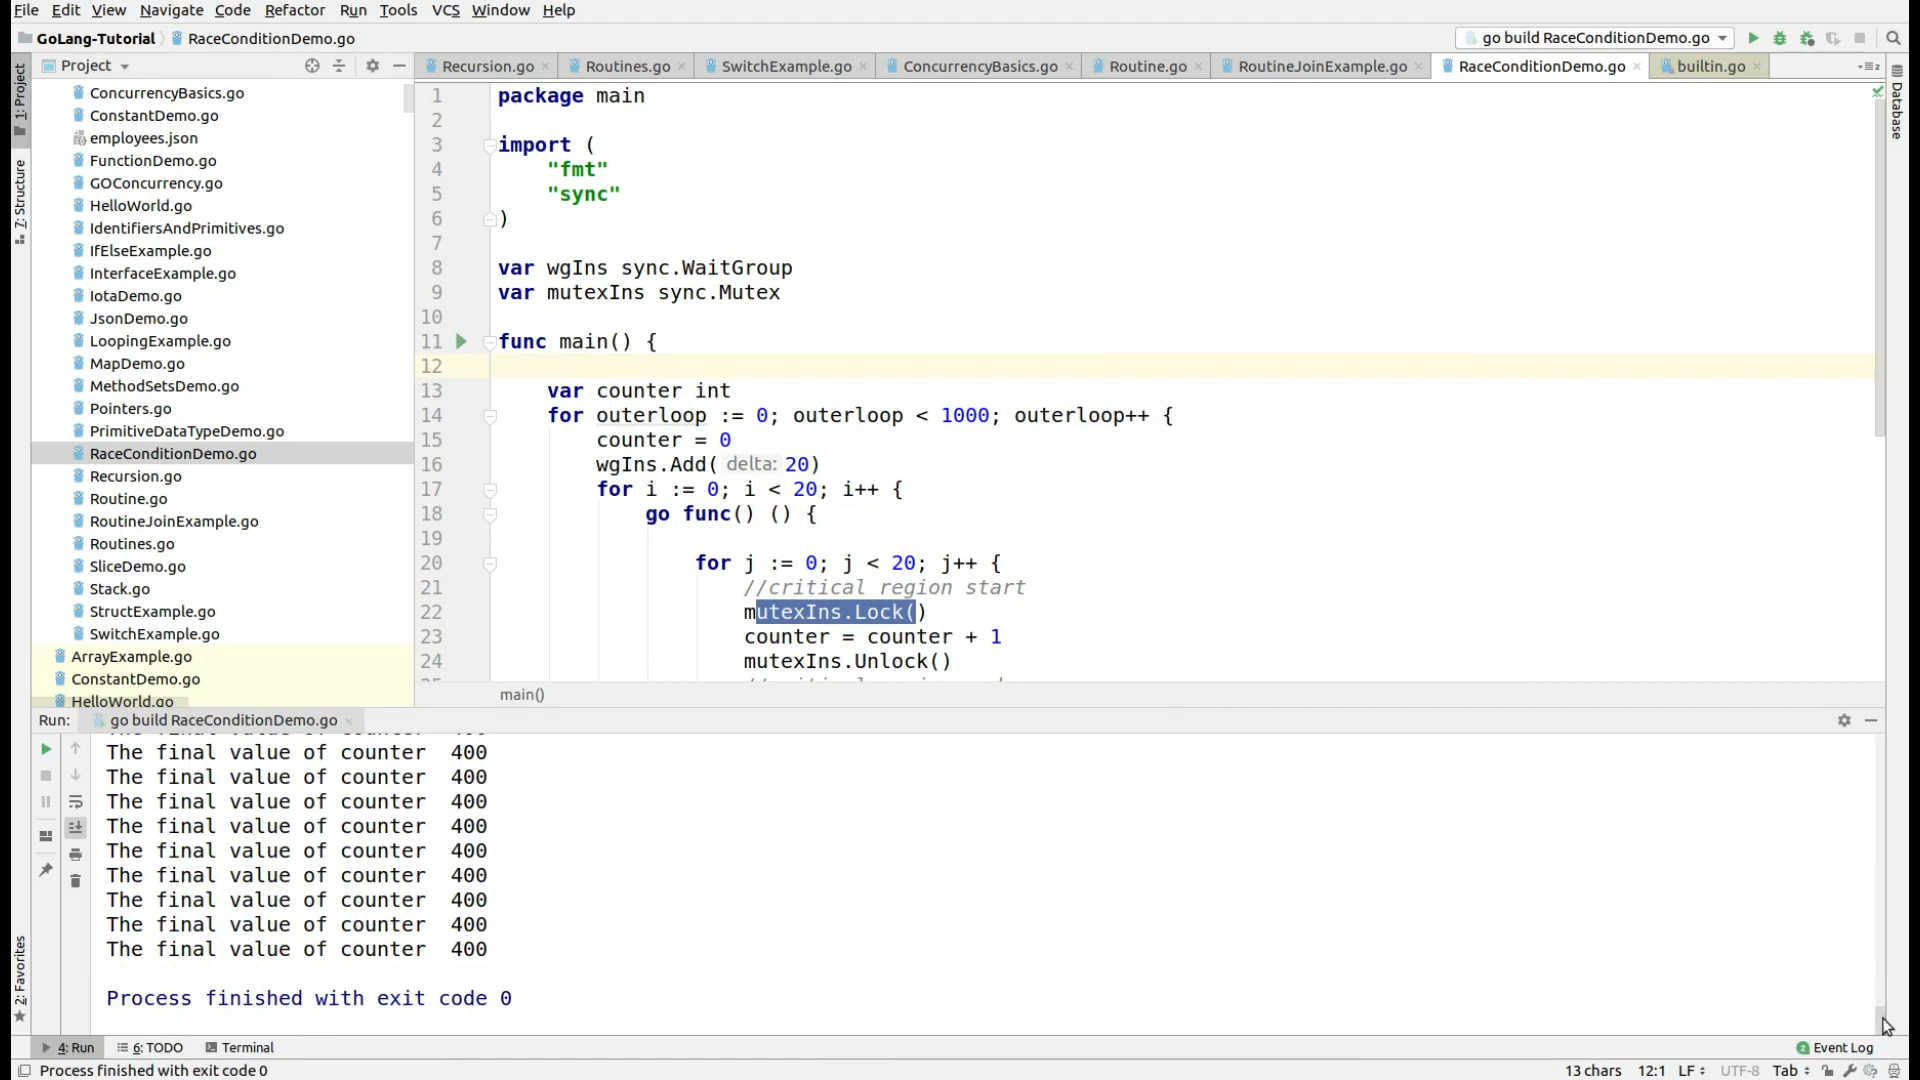 File Edit View Navigate Code Refactor Run Tools VCS Window Help
GoLang-Tutorial RaceConditionDemo.go
go build RaceConditionDemo.go
1: Project
7: Structure
2: Favorites
Database
Project
ConcurrencyBasics.go
ConstantDemo.go
employees.json
FunctionDemo.go
GOConcurrency.go
HelloWorld.go
IdentifiersAndPrimitives.go
IfElseExample.go
InterfaceExample.go
IotaDemo.go
JsonDemo.go
LoopingExample.go
MapDemo.go
MethodSetsDemo.go
Pointers.go
PrimitiveDataTypeDemo.go
RaceConditionDemo.go
Recursion.go
Routine.go
RoutineJoinExample.go
Routines.go
SliceDemo.go
Stack.go
StructExample.go
SwitchExample.go
ArrayExample.go
ConstantDemo.go
HelloWorld.go
Recursion.go Routines.go SwitchExample.go ConcurrencyBasics.go Routine.go RoutineJoinExample.go RaceConditionDemo.go builtin.go
1 package main
2
3 import (
4 "fmt"
5 "sync"
6 )
7
8 var wgIns sync.WaitGroup
9 var mutexIns sync.Mutex
10
11 func main() {
12
13 var counter int
14 for outerloop := 0; outerloop < 1000; outerloop++ {
15 counter = 0
16 wgIns.Add( delta: 20)
17 for i := 0; i < 20; i++ {
18 go func() () {
19
20 for j := 0; j < 20; j++ {
21 //critical region start
22 mutexIns.Lock()
23 counter = counter + 1
24 mutexIns.Unlock()
main()
Run: go build RaceConditionDemo.go
The final value of counter 400
The final value of counter 400
The final value of counter 400
The final value of counter 400
The final value of counter 400
The final value of counter 400
The final value of counter 400
The final value of counter 400
The final value of counter 400
Process finished with exit code 0
4: Run 6: TODO Terminal 2 Event Log
Process finished with exit code 0 13 chars 12:1 LF UTF-8 Tab